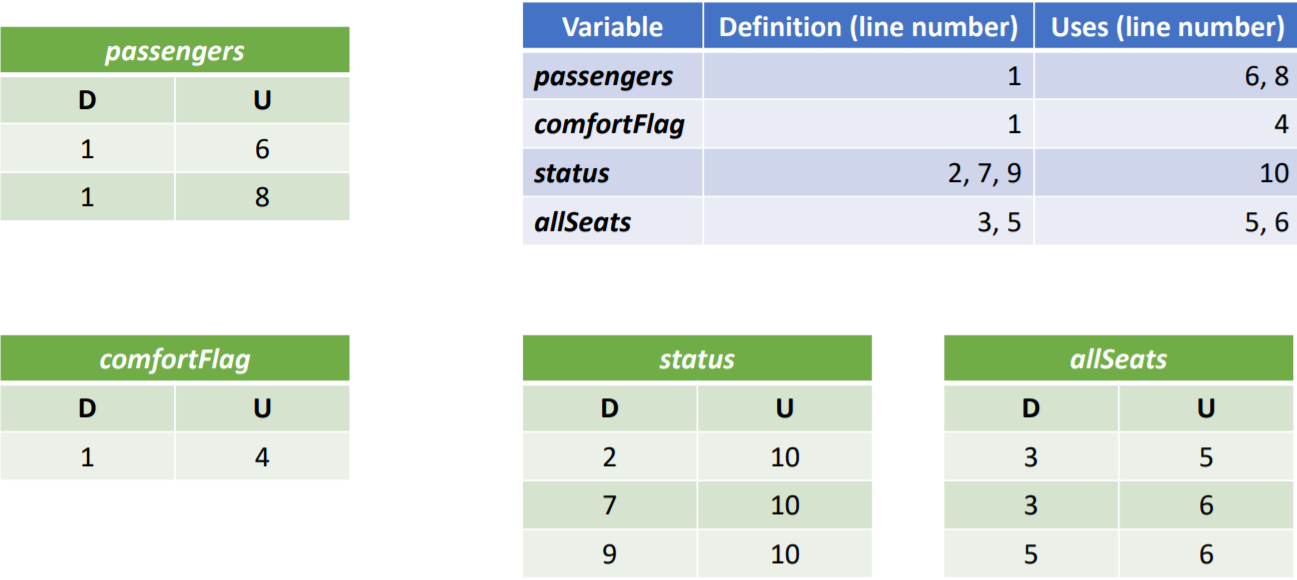 passengers
D U
1 6
1 8
Variable Definition (line number) Uses (line number)
passengers 1 6, 8
comfortFlag 1 4
status 2, 7, 9 10
allSeats 3, 5 5, 6
comfortFlag
D U
1 4
status
D U
2 10
7 10
9 10
allSeats
D U
3 5
3 6
5 6